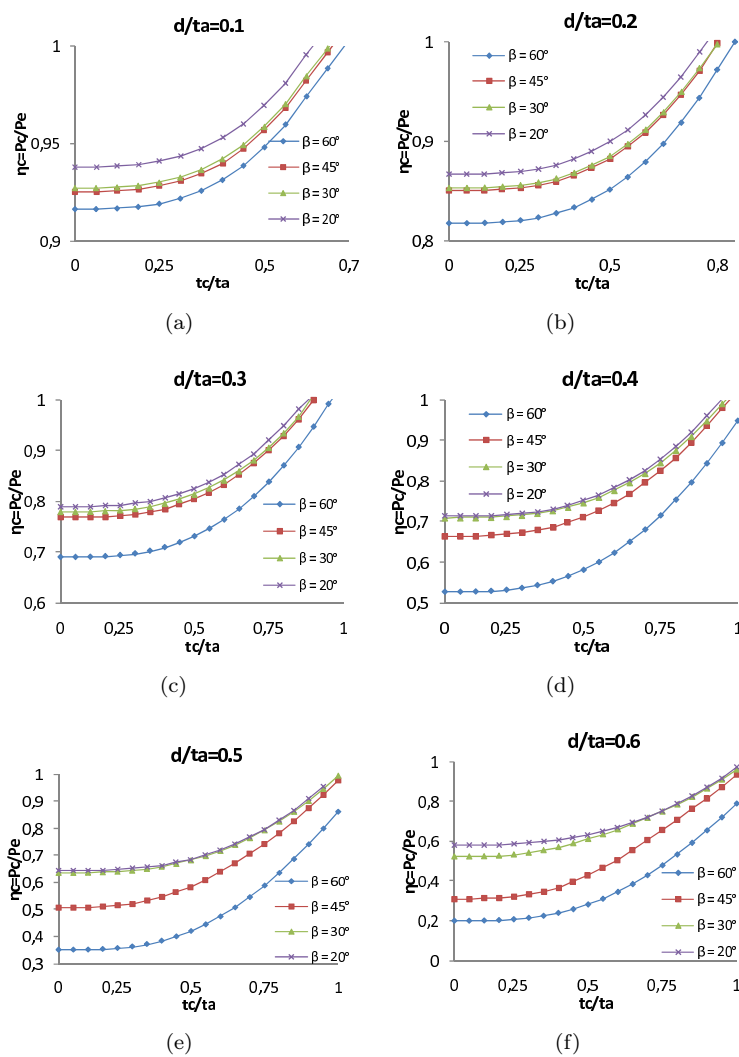 d/ta=0.1
ηc=Pc/Pe
1
0,95
0,9
β = 60°
β = 45°
β = 30°
β = 20°
0 0,25 0,5 0,7
tc/ta
(a)
d/ta=0.2
ηc=Pc/Pe
1
0,9
0,8
β = 60°
β = 45°
β = 30°
β = 20°
0 0,25 0,5 0,8
tc/ta
(b)
d/ta=0.3
ηc=Pc/Pe
1
0,9
0,8
0,7
0,6
β = 60°
β = 45°
β = 30°
β = 20°
0 0,25 0,5 0,75 1
tc/ta
(c)
d/ta=0.4
ηc=Pc/Pe
1
0,9
0,8
0,7
0,6
0,5
β = 60°
β = 45°
β = 30°
β = 20°
0 0,25 0,5 0,75 1
tc/ta
(d)
d/ta=0.5
ηc=Pc/Pe
1
0,9
0,8
0,7
0,6
0,5
0,4
0,3
β = 60°
β = 45°
β = 30°
β = 20°
0 0,25 0,5 0,75 1
tc/ta
(e)
d/ta=0.6
ηc=Pc/Pe
1
0,8
0,6
0,4
0,2
0
β = 60°
β = 45°
β = 30°
β = 20°
0 0,25 0,5 0,75 1
tc/ta
(f)